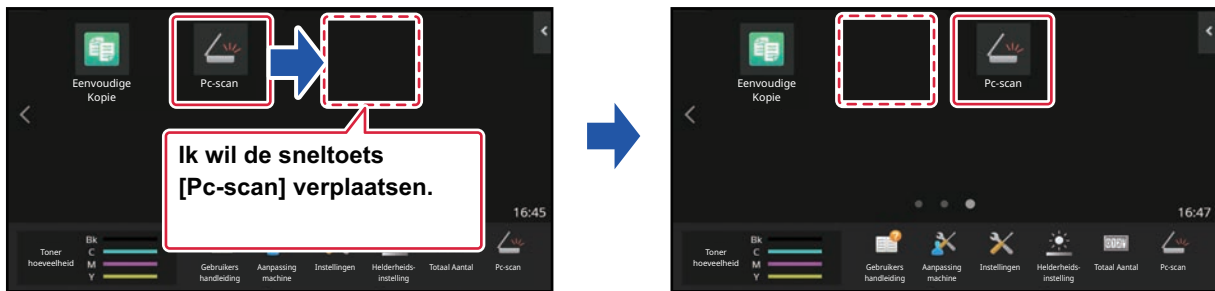 Eenvoudige
Kopie
Pc-scan
Ik wil de sneltoets
[Pc-scan] verplaatsen.
16:45
Toner
hoeveelheid
Bk
C
M
Y
Gebruikers
handleiding
Aanpassing
machine
Instellingen
Helderheids-
instelling
Totaal Aantal
Pc-scan
Eenvoudige
Kopie
Pc-scan
16:47
Toner
hoeveelheid
Bk
C
M
Y
Gebruikers
handleiding
Aanpassing
machine
Instellingen
Helderheids-
instelling
Totaal Aantal
Pc-scan